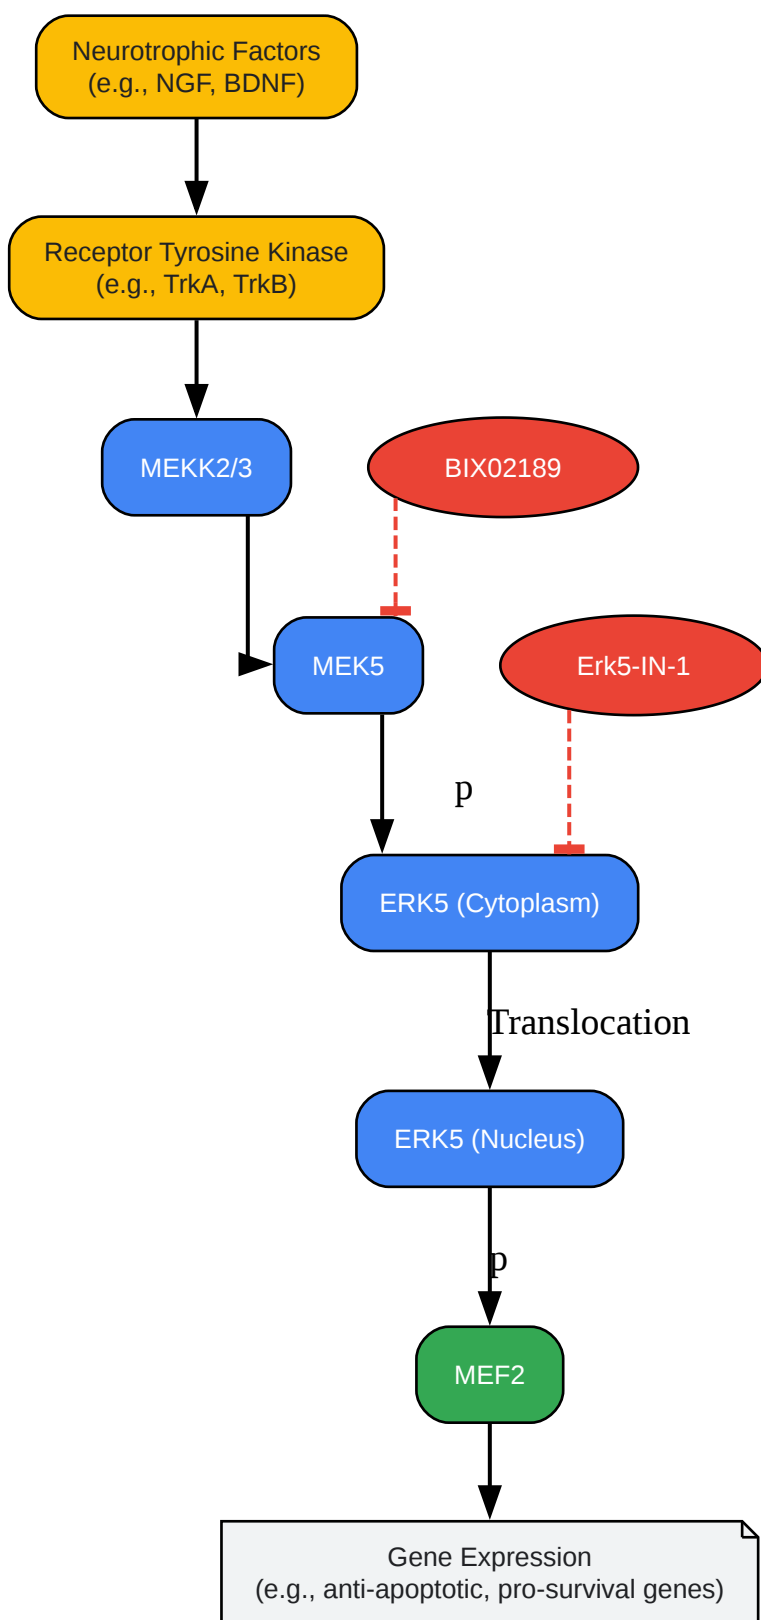 Neurotrophic Factors
(e.g., NGF, BDNF)
Receptor Tyrosine Kinase
(e.g., TrkA, TrkB)
MEKK2/3
BIX02189
MEK5
Erk5-IN-1
p
ERK5 (Cytoplasm)
Translocation
ERK5 (Nucleus)
p
MEF2
Gene Expression
(e.g., anti-apoptotic, pro-survival genes)